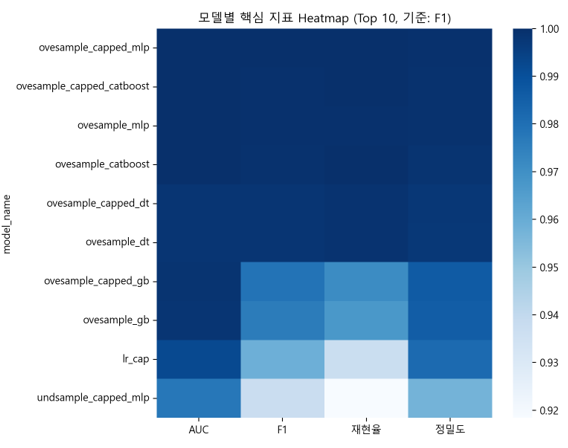 모델별 핵심 지표 Heatmap (Top 10, 기준: F1)
model_name
ovesample_capped_mlp
ovesample_capped_catboost
ovesample_mlp
ovesample_catboost
ovesample_capped_dt
ovesample_dt
ovesample_capped_gb
ovesample_gb
lr_cap
undsample_capped_mlp
AUC F1 재현율 정밀도
1.00
0.99
0.98
0.97
0.96
0.95
0.94
0.93
0.92